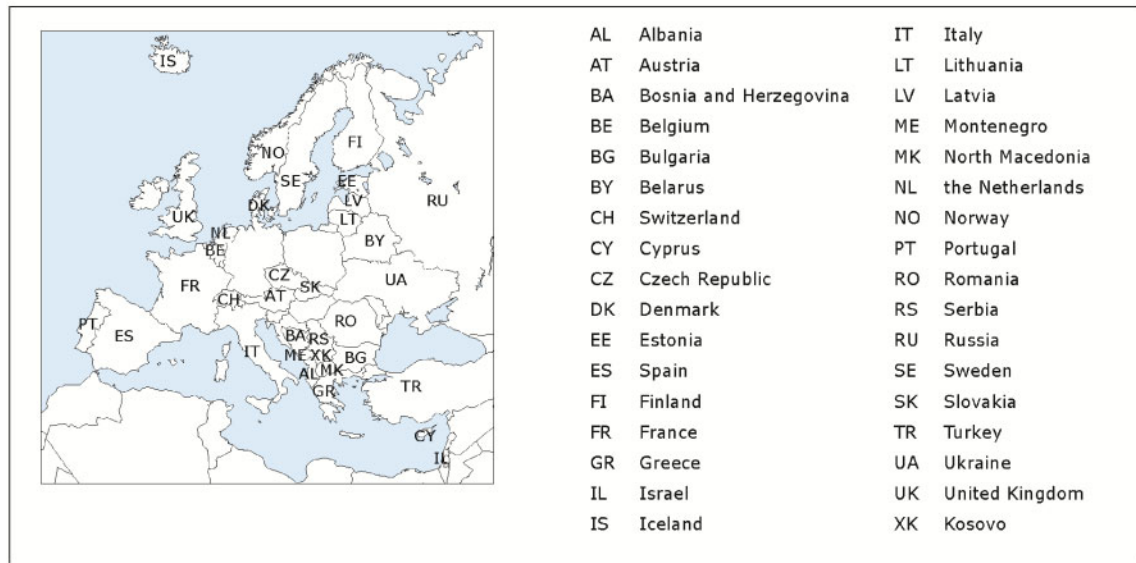 IS
NO
FI
SE
EE
RU
LV
DK
LT
UK
NL
BY
BE
CZ
UA
SK
FR
AT
CH
RO
PT
ES
BA
RS
IT
ME
XK
BG
AL
MK
TR
GR
CY
IL
AL Albania
AT Austria
BA Bosnia and Herzegovina
BE Belgium
BG Bulgaria
BY Belarus
CH Switzerland
CY Cyprus
CZ Czech Republic
DK Denmark
EE Estonia
ES Spain
FI Finland
FR France
GR Greece
IL Israel
IS Iceland
IT Italy
LT Lithuania
LV Latvia
ME Montenegro
MK North Macedonia
NL the Netherlands
NO Norway
PT Portugal
RO Romania
RS Serbia
RU Russia
SE Sweden
SK Slovakia
TR Turkey
UA Ukraine
UK United Kingdom
XK Kosovo